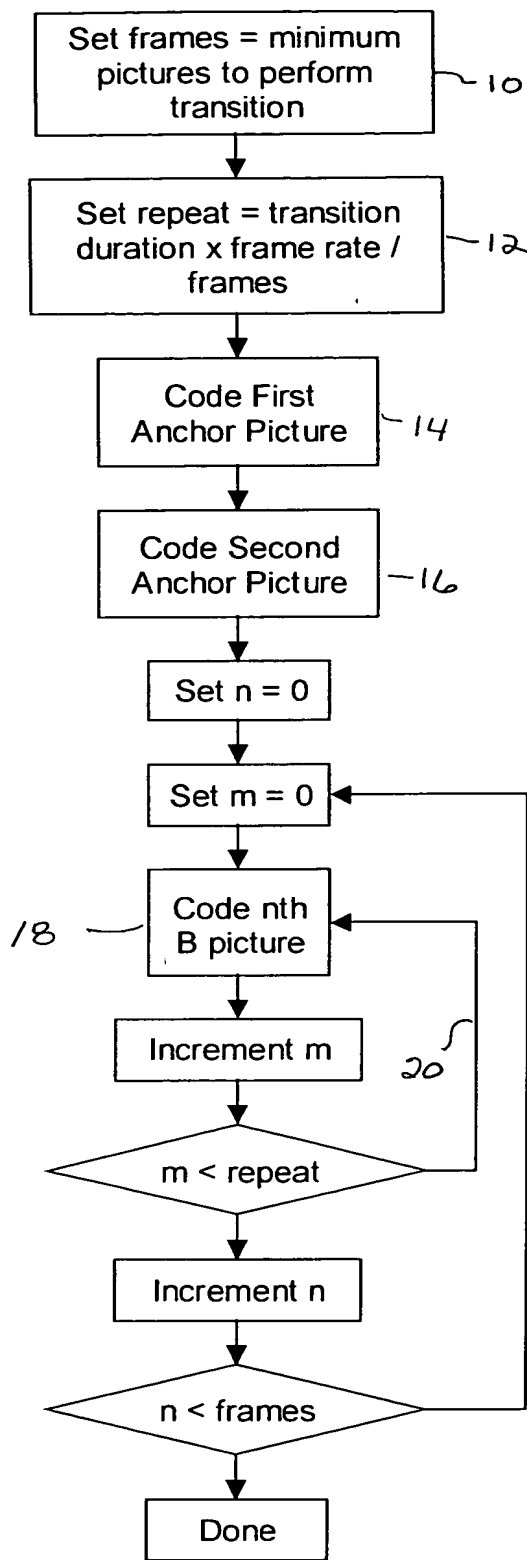 Set frames = minimum
pictures to perform
transition
10
Set repeat = transition
duration x frame rate /
frames
12
Code First
Anchor Picture
14
Code Second
Anchor Picture
16
Set n = 0
Set m = 0
Code nth
B picture
18
Increment m
20
m < repeat
Increment n
n < frames
Done